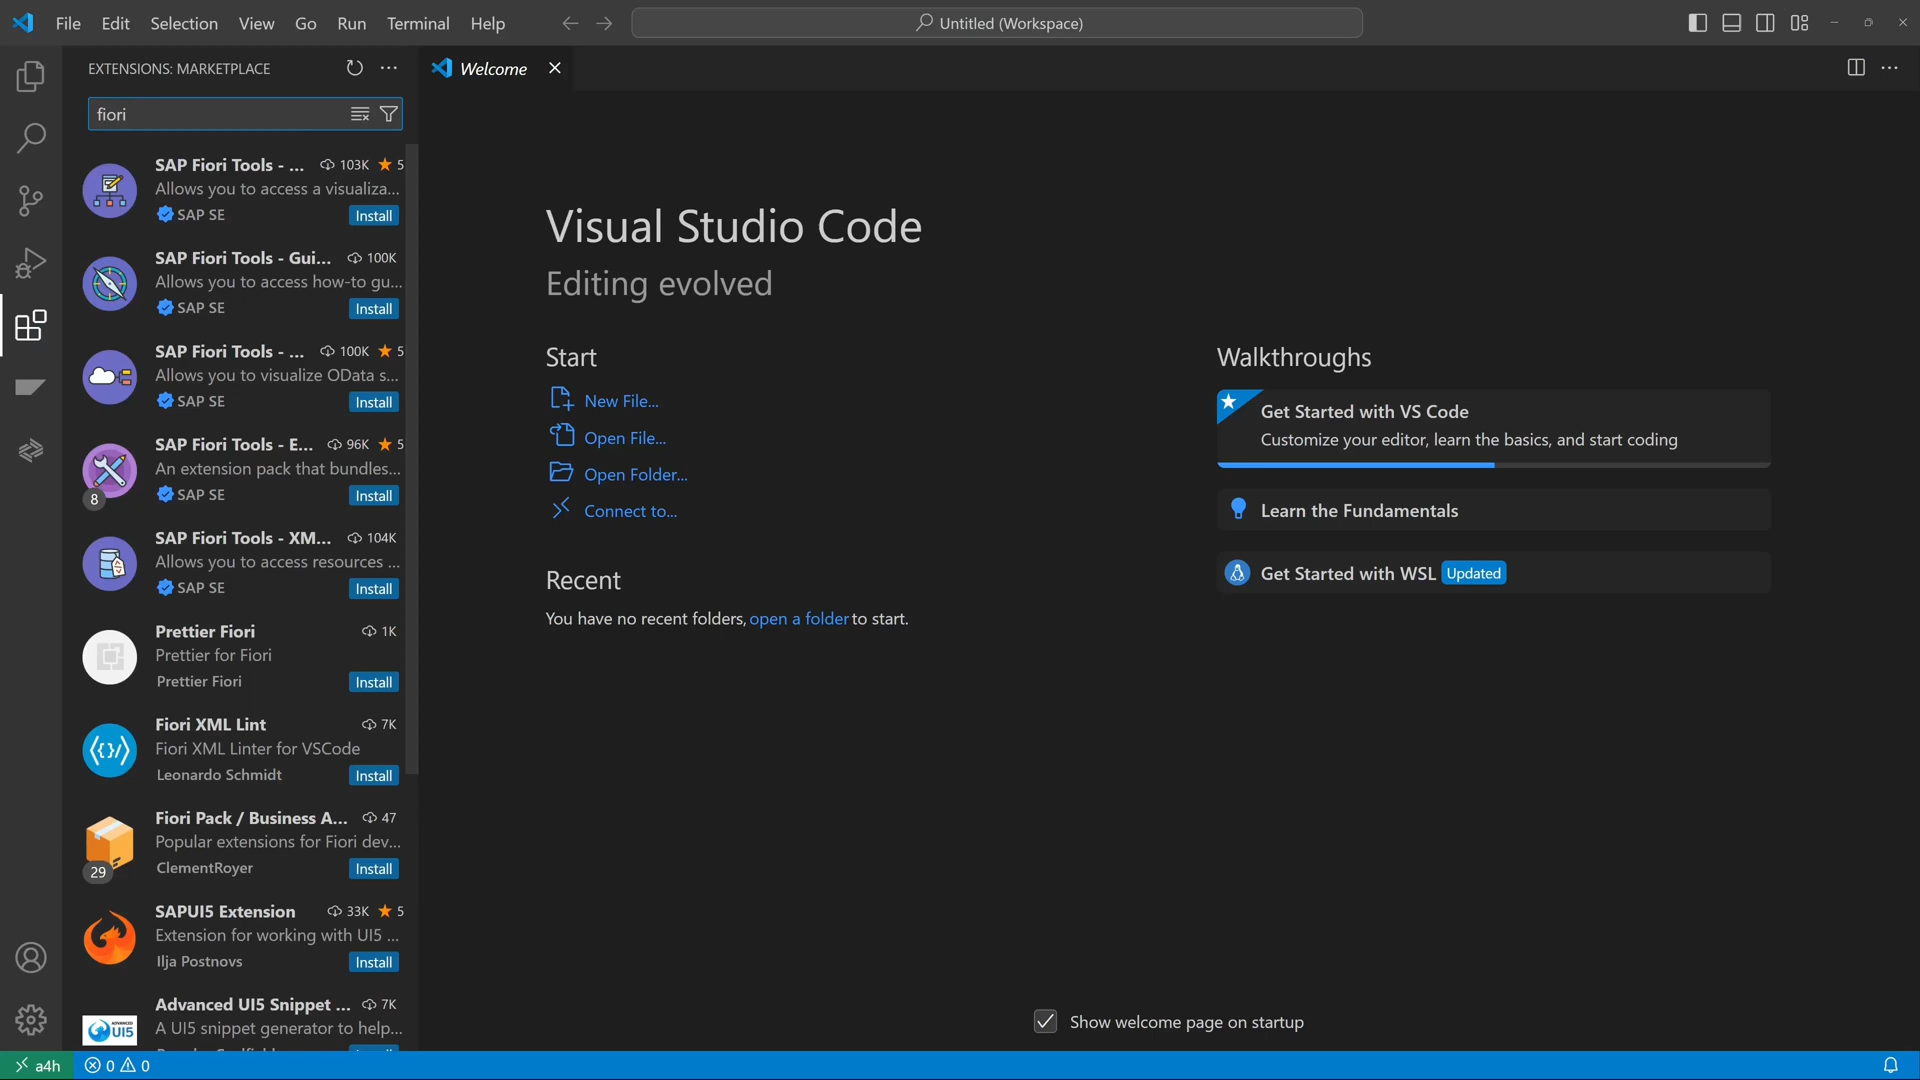 File Edit Selection View Go Run Terminal Help
Untitled (Workspace)
EXTENSIONS: MARKETPLACE
Welcome
fiori
SAP Fiori Tools - ... 103K 5
Allows you to access a visualiza...
SAP SE
Install
SAP Fiori Tools - Gui... 100K
Allows you to access how-to gu...
SAP SE
Install
SAP Fiori Tools - ... 100K 5
Allows you to visualize OData s...
SAP SE
Install
SAP Fiori Tools - E... 96K 5
An extension pack that bundles...
8
SAP SE
Install
SAP Fiori Tools - XM... 104K
Allows you to access resources ...
SAP SE
Install
Prettier Fiori 1K
Prettier for Fiori
Prettier Fiori
Install
Fiori XML Lint 7K
Fiori XML Linter for VSCode
Leonardo Schmidt
Install
Fiori Pack / Business A... 47
Popular extensions for Fiori dev...
29
ClementRoyer
Install
SAPUI5 Extension 33K 5
Extension for working with UI5 ...
Ilja Postnovs
Install
Advanced UI5 Snippet ... 7K
A UI5 snippet generator to help...
ADVANCED
UI5
Visual Studio Code
Editing evolved
Start
New File...
Open File...
Open Folder...
Connect to...
Recent
You have no recent folders, open a folder to start.
Walkthroughs
Get Started with VS Code
Customize your editor, learn the basics, and start coding
Learn the Fundamentals
Get Started with WSL Updated
Show welcome page on startup
a4h 0 0